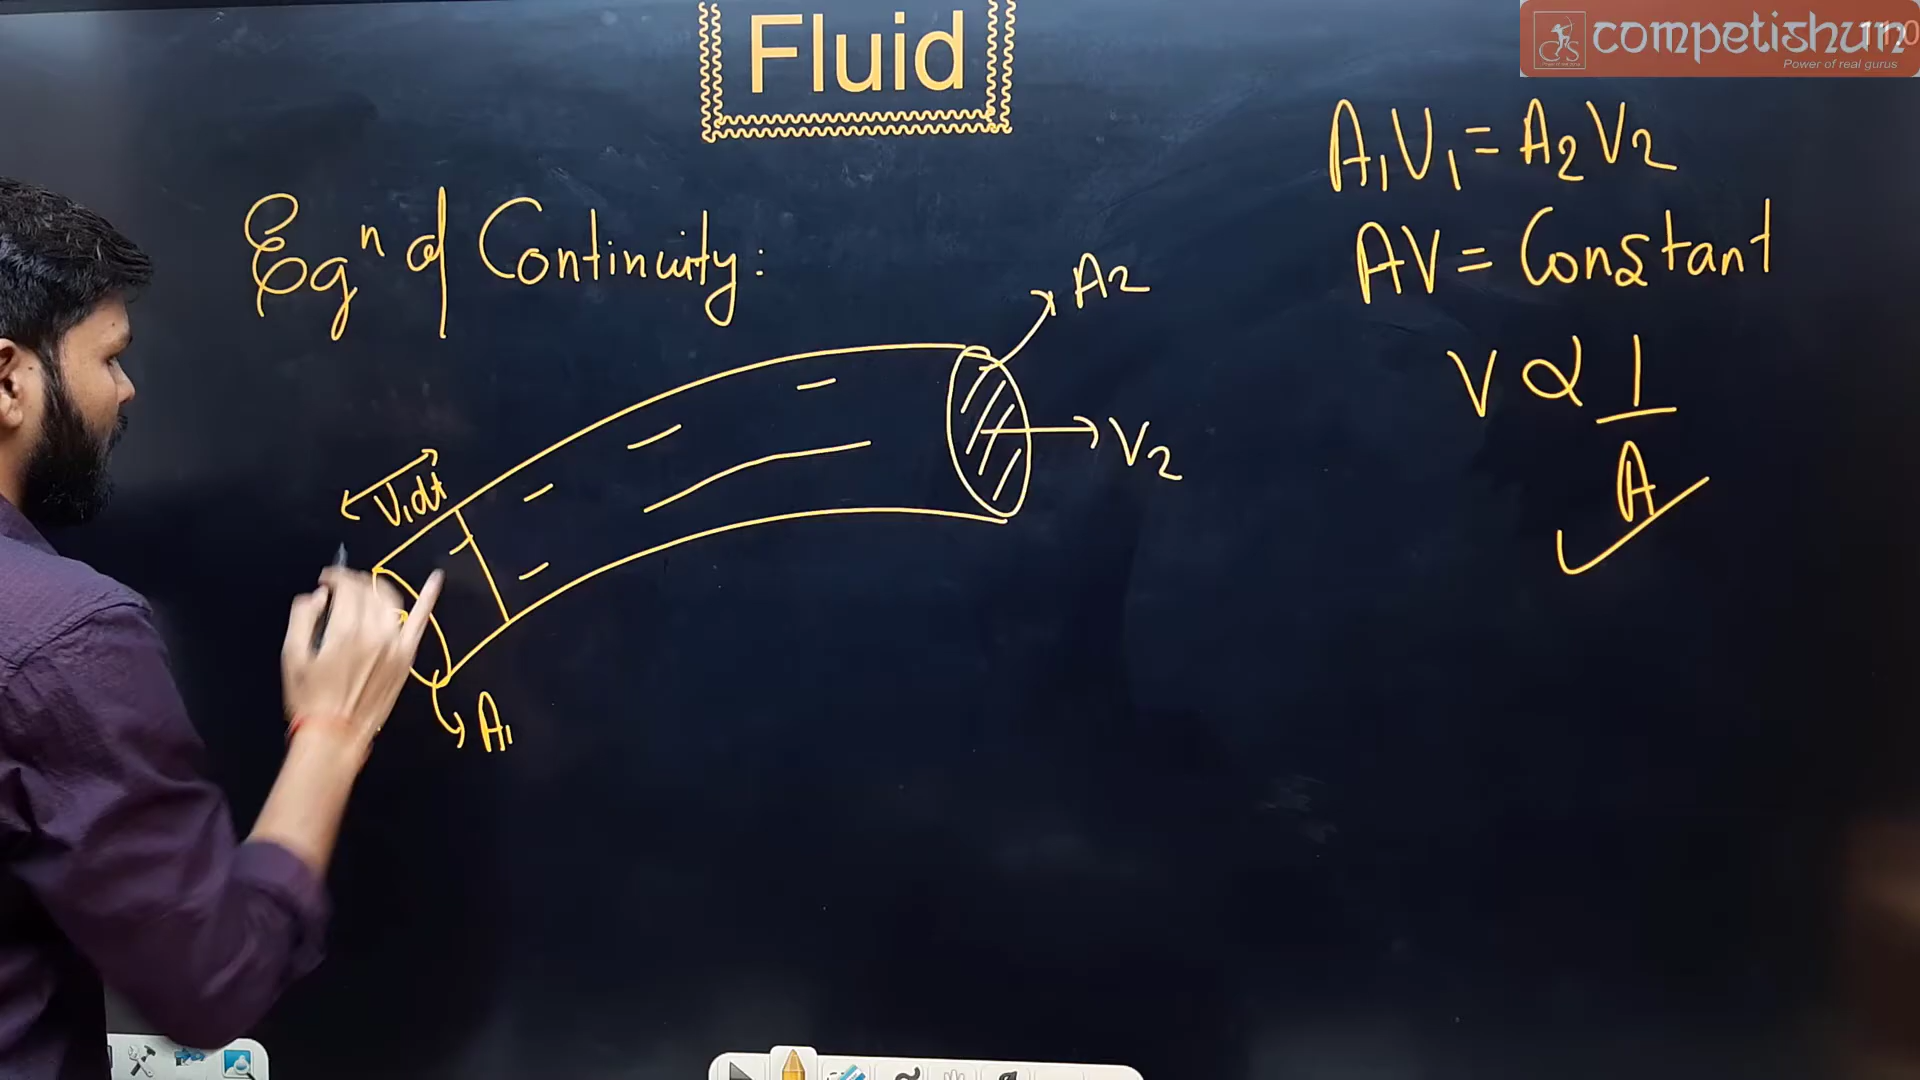 Fluid
competishun
Power of real gurus
Eqⁿ of Continuity:
A₁V₁ = A₂V₂
AV = Constant
V ∝ 1/A
A₂
V₂
V₁dt
A₁